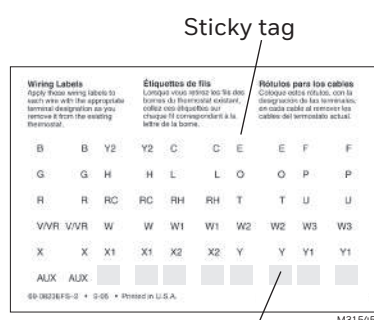 Sticky tag
Wiring Labels
Apply these wiring labels to
each wire with the appropriate
terminal designation as you
remove it from the existing
thermostat.
Étiquettes de fils
Lorsque vous retirez les fils des
bornes du thermostat existant,
collez ces étiquettes sur
chaque fil correspondant à la
lettre de la borne.
Rótulos para los cables
Coloque estos rótulos, con la
designación de las terminales,
en cada cable al remover los
cables del termostato actual.
B B Y2 Y2 C C E E F F
G G H H L L O O P P
R R RC RC RH RH T T U U
V/VR V/VR W W W1 W1 W2 W2 W3 W3
X X X1 X1 X2 X2 Y Y Y1 Y1
AUX AUX
69-0823EFS-2 • 9-05 • Printed in U.S.A.
M31545